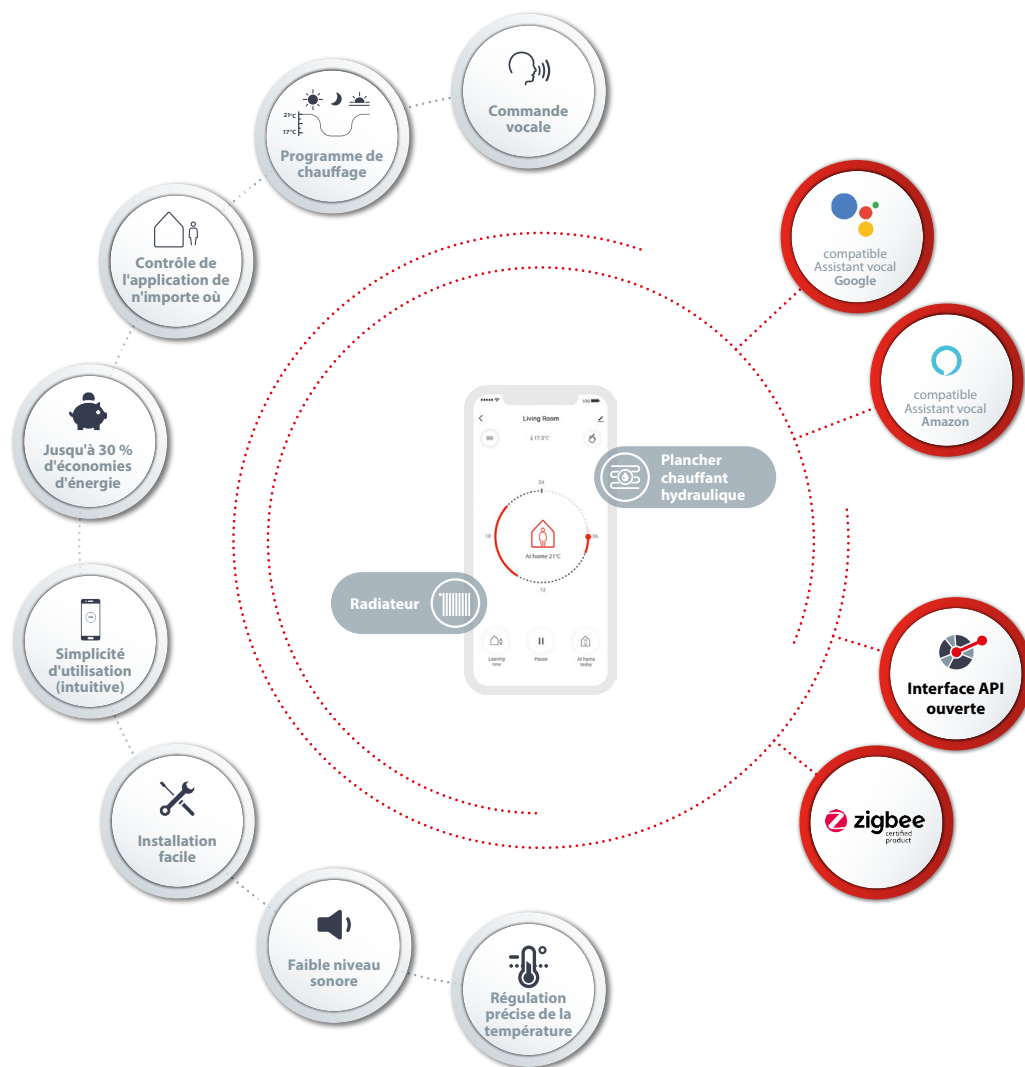 Commande
vocale
21°C
17°C
Programme de
chauffage
Contrôle de
l'application de
n'importe où
Jusqu'à 30 %
d'économies
d'énergie
Simplicité
d'utilisation
(intuitive)
Installation
facile
Faible niveau
sonore
Régulation
précise de la
température
100
Living Room
17.5°C
24
18
06
At home 21°C
12
Leaving
now
Pause
At home
today
Plancher
chauffant
hydraulique
Radiateur
compatible
Assistant vocal
Google
compatible
Assistant vocal
Amazon
Interface API
ouverte
zigbee
certified
product